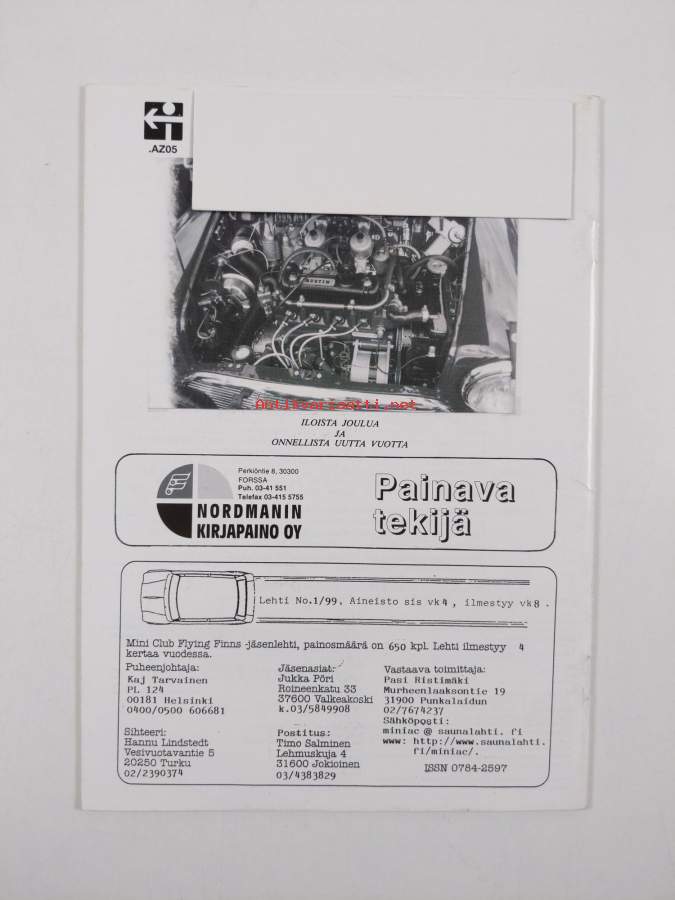 .AZ05
AUSTIN
Antikvariaatti.net
ILOISTA JOULUA
JA
ONNELLISTA UUTTA VUOTTA
Perkiöntie 8, 30300
FORSSA
Puh. 03-41 551
Telefax 03-415 5755
NORDMANIN
KIRJAPAINO OY
Painava
tekijä
Lehti No.1/99, Aineisto sis vk4, ilmestyy vk8.
Mini Club Flying Finns -jäsenlehti, painosmäärä on 650 kpl. Lehti ilmestyy 4
kertaa vuodessa.
Puheenjohtaja:
Kaj Tarvainen
PL 124
00181 Helsinki
0400/0500 606681
Sihteeri:
Hannu Lindstedt
Vesivuotavantie 5
20250 Turku
02/2390374
Jäsenasiat:
Jukka Pöri
Roineenkatu 33
37600 Valkeakoski
k.03/5849908
Postitus:
Timo Salminen
Lehmuskuja 4
31600 Jokioinen
03/4383829
Vastaava toimittaja:
Pasi Ristimäki
Murheenlaaksontie 19
31900 Punkalaidun
02/7674237
Sähköposti:
miniac @ saunalahti. fi
www: http://www.saunalahti.
fi/miniac/.
ISSN 0784-2597